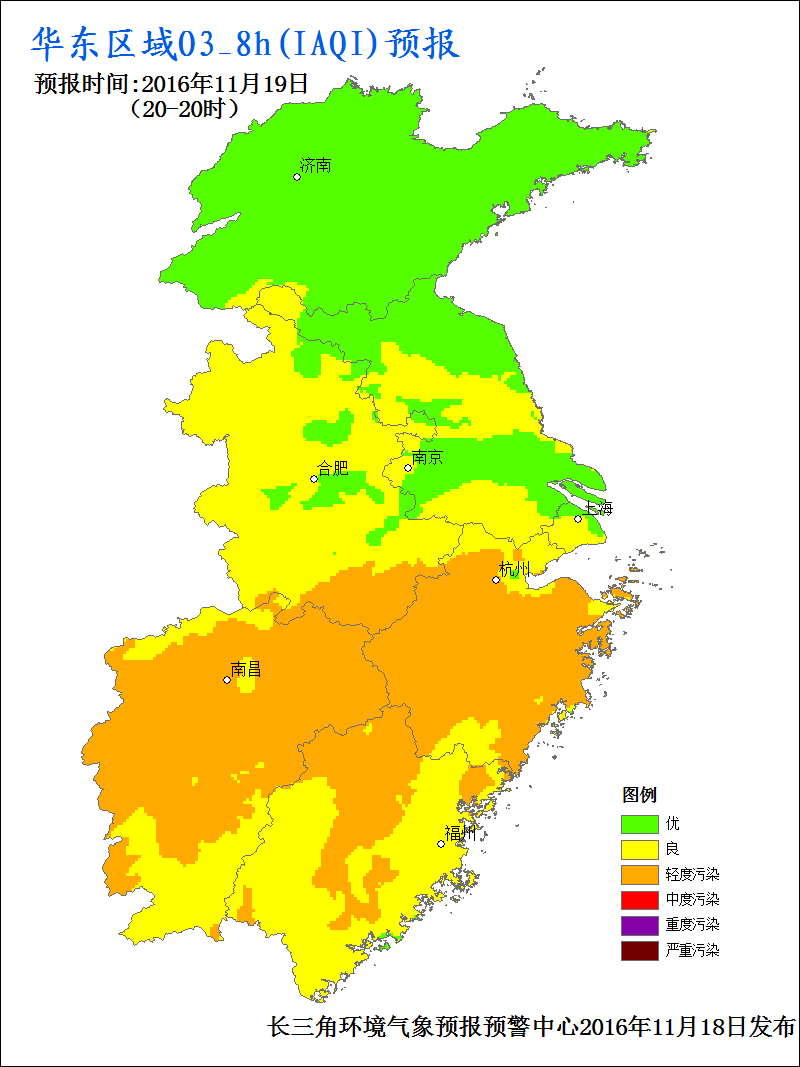 华东区域O3_8h(IAQI)预报
预报时间:2016年11月19日
（20-20时）
济南
合肥
南京
上海
杭州
南昌
福州
图例
优
良
轻度污染
中度污染
重度污染
严重污染
长三角环境气象预报预警中心2016年11月18日发布